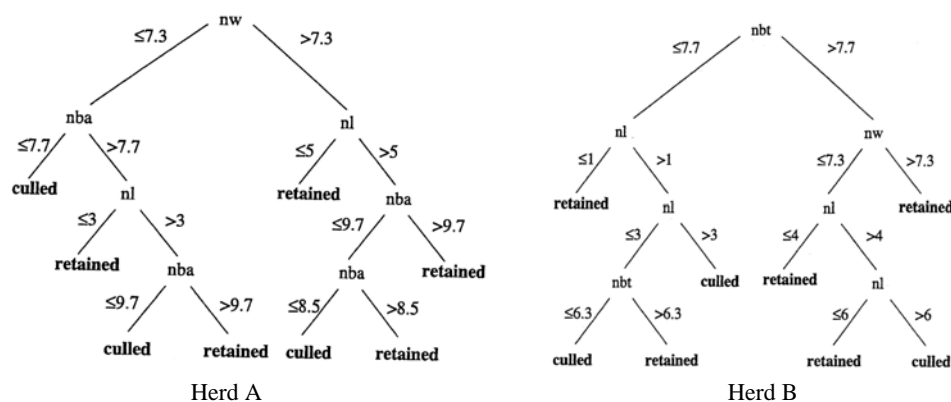 nw
≤7.3 >7.3
nba nl
≤7.7 >7.7 ≤5 >5
culled nl retained nba
≤3 >3 ≤9.7 >9.7
retained nba nba retained
≤9.7 >9.7 ≤8.5 >8.5
culled retained culled retained
Herd A
nbt
≤7.7 >7.7
nl nw
≤1 >1 ≤7.3 >7.3
retained nl nl retained
≤3 >3 ≤4 >4
nbt culled retained nl
≤6.3 >6.3 ≤6 >6
culled retained retained culled
Herd B